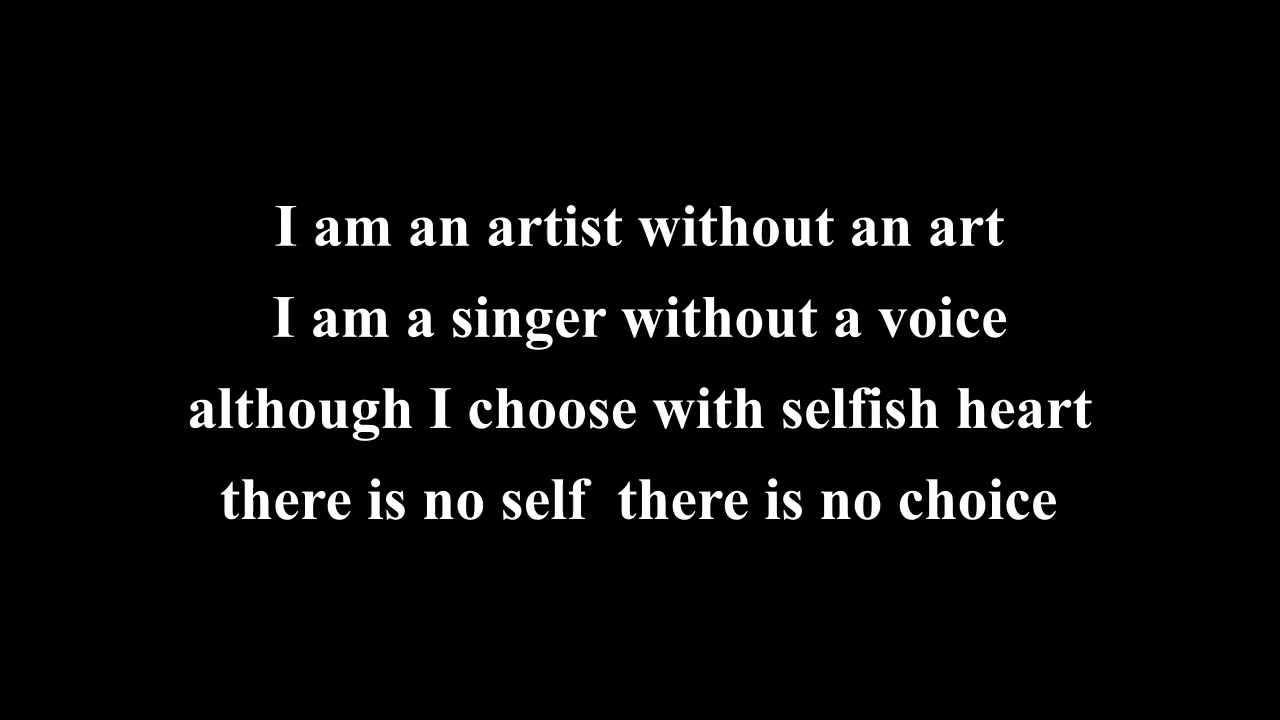 I am an artist without an art
I am a singer without a voice
although I choose with selfish heart
there is no self  there is no choice